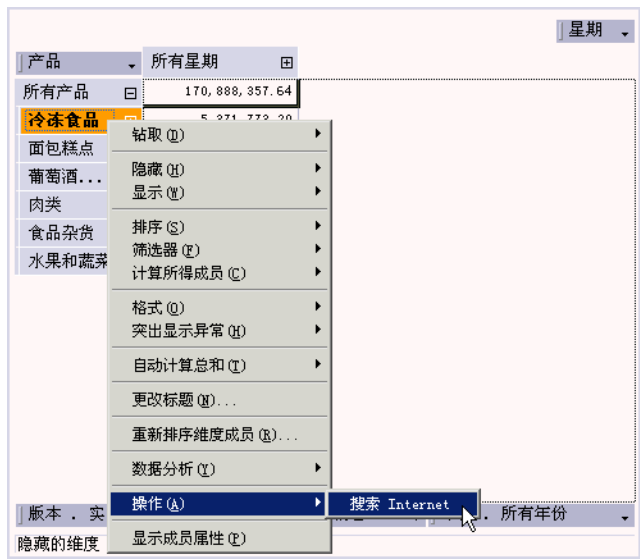 星期
产品
所有星期
所有产品
170,888,357.64
冷冻食品
5,371,773.20
面包糕点
葡萄酒...
肉类
食品杂货
水果和蔬菜
钻取(D)
隐藏(H)
显示(W)
排序(S)
筛选器(F)
计算所得成员(C)
格式(O)
突出显示异常(H)
自动计算总和(T)
更改标题(N)...
重新排序维度成员(R)...
数据分析(Y)
操作(A)
搜索 Internet
显示成员属性(P)
版本 . 实
. 所有年份
隐藏的维度